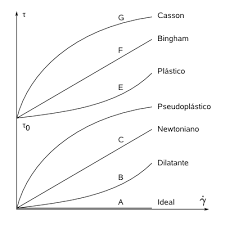 τ
G Casson
F Bingham
E Plástico
τ₀
Pseudoplástico
C Newtoniano
B Dilatante
A Ideal
γ̇